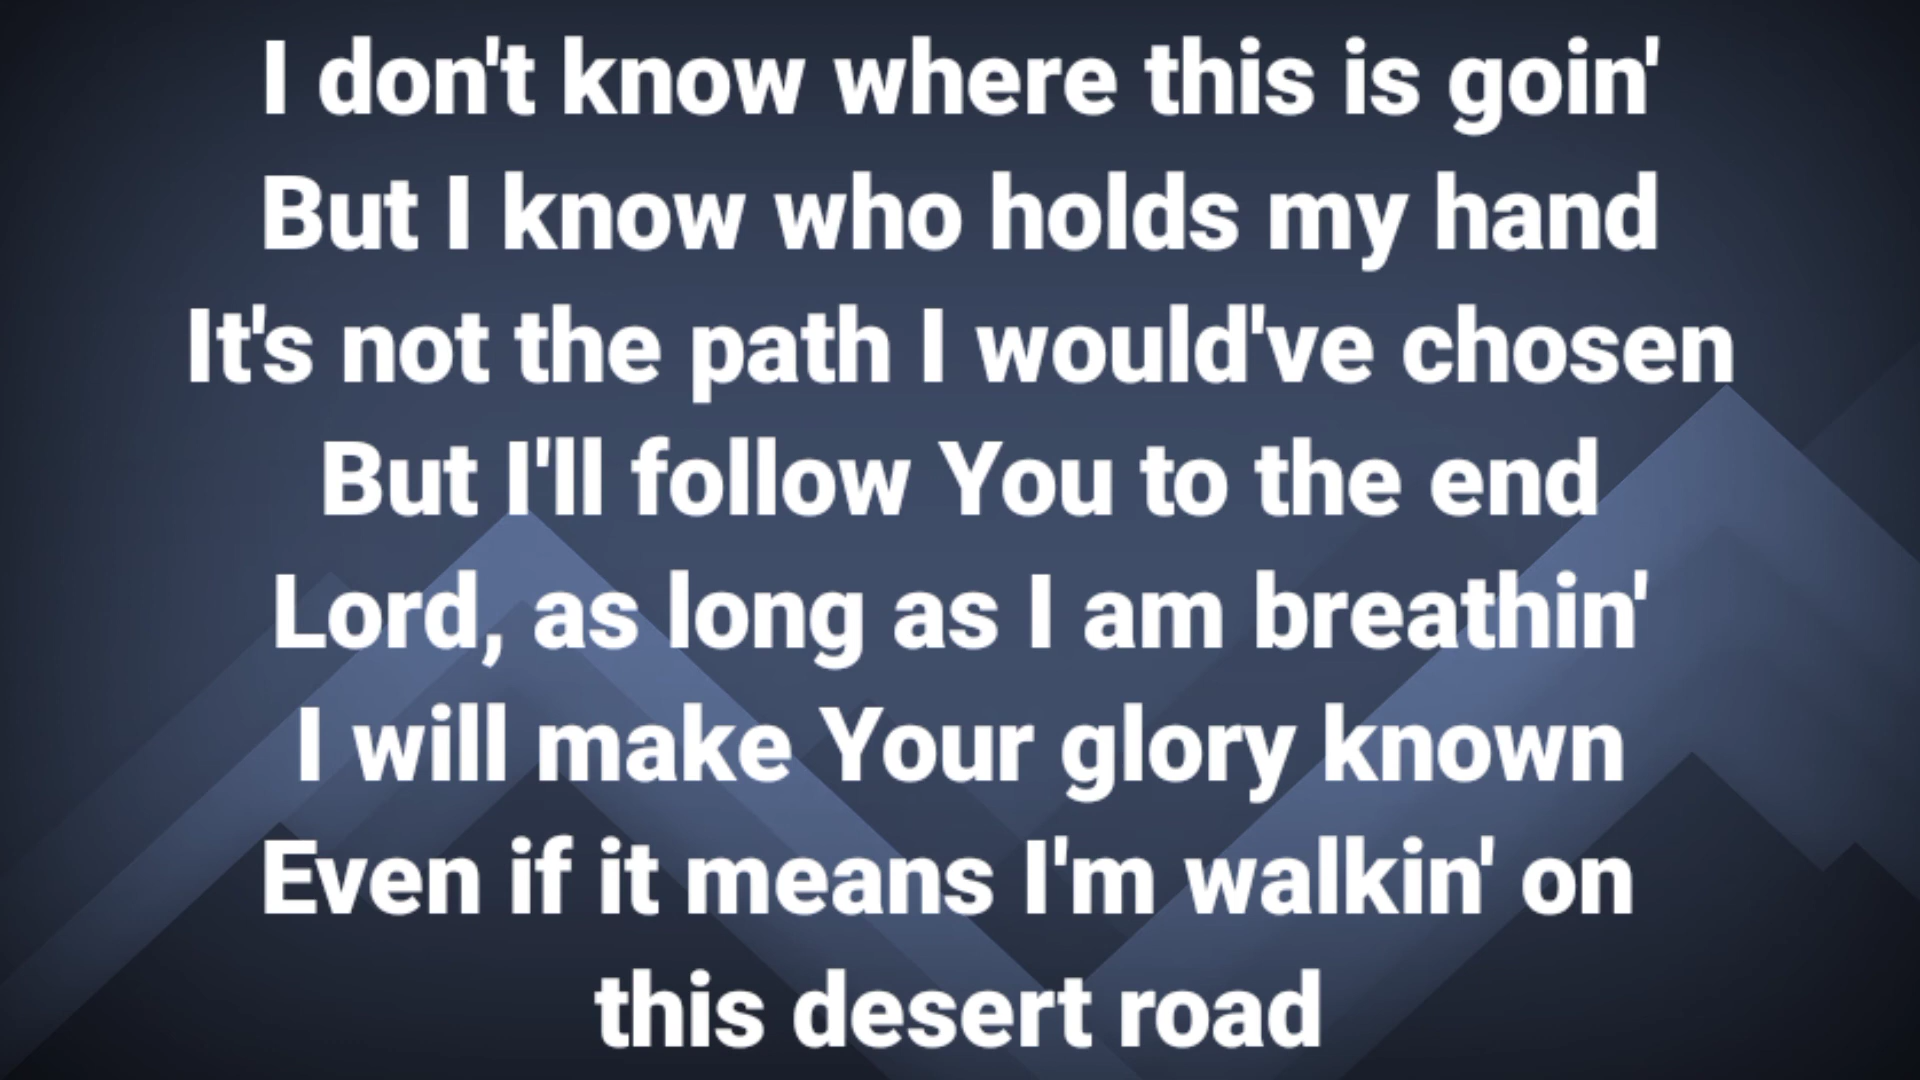 I don't know where this is goin'
But I know who holds my hand
It's not the path I would've chosen
But I'll follow You to the end
Lord, as long as I am breathin'
I will make Your glory known
Even if it means I'm walkin' on
this desert road